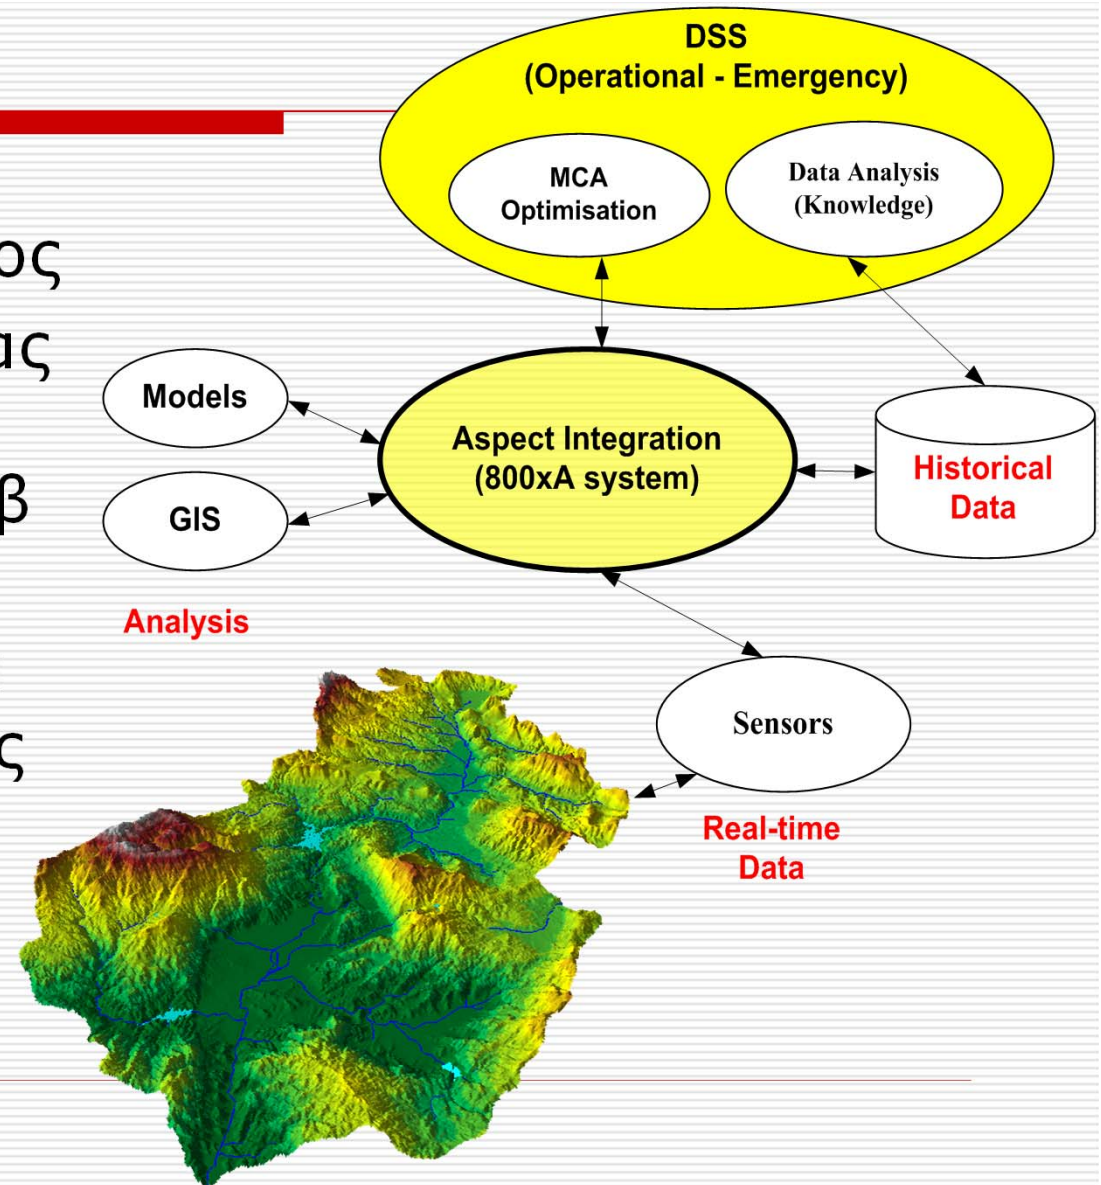 DSS
(Operational - Emergency)
MCA
Optimisation
Data Analysis
(Knowledge)
Models
GIS
Analysis
Aspect Integration
(800xA system)
Historical
Data
Sensors
Real-time
Data